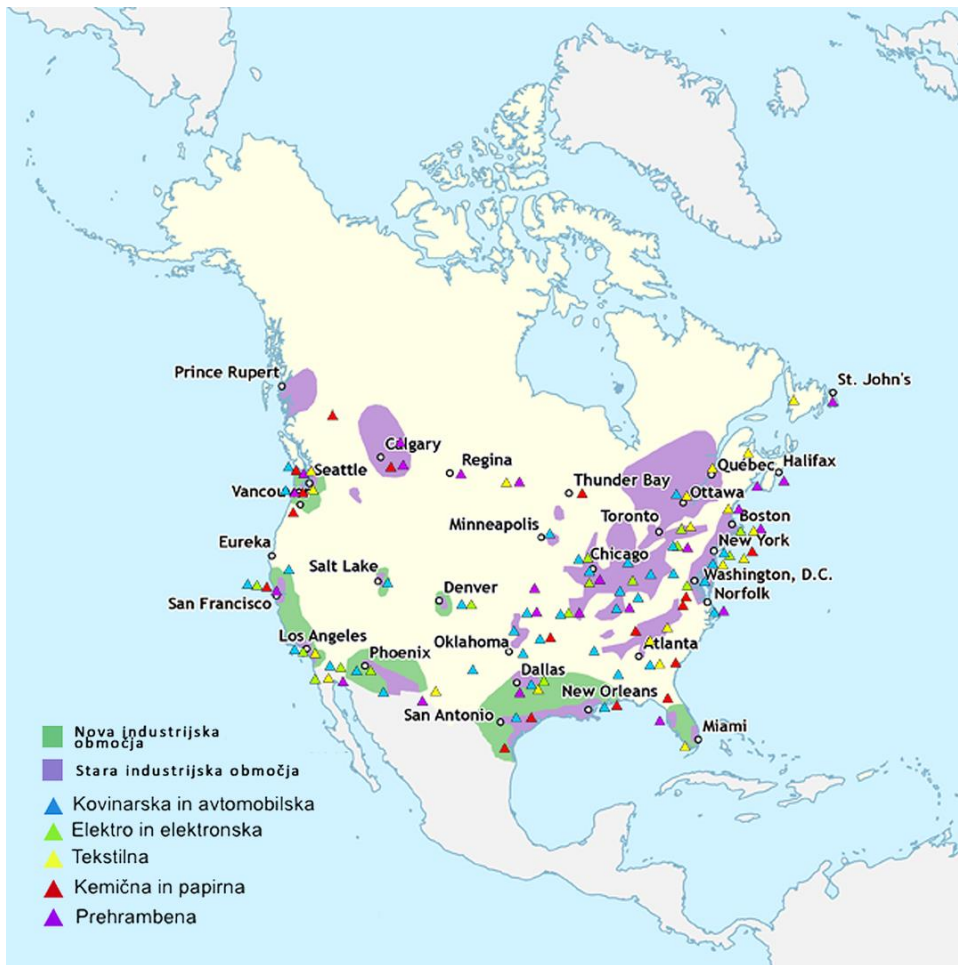 Prince Rupert
St. John's
Calgary
Regina
Québec
Halifax
Seattle
Thunder Bay
Ottawa
Vancouver
Minneapolis
Toronto
Boston
Eureka
Chicago
New York
Salt Lake
Denver
Washington, D.C.
San Francisco
Norfolk
Los Angeles
Oklahoma
Atlanta
Phoenix
Dallas
New Orleans
San Antonio
Miami
Nova industrijska
območja
Stara industrijska območja
Kovinarska in avtomobilska
Elektro in elektronska
Tekstilna
Kemična in papirna
Prehrambena